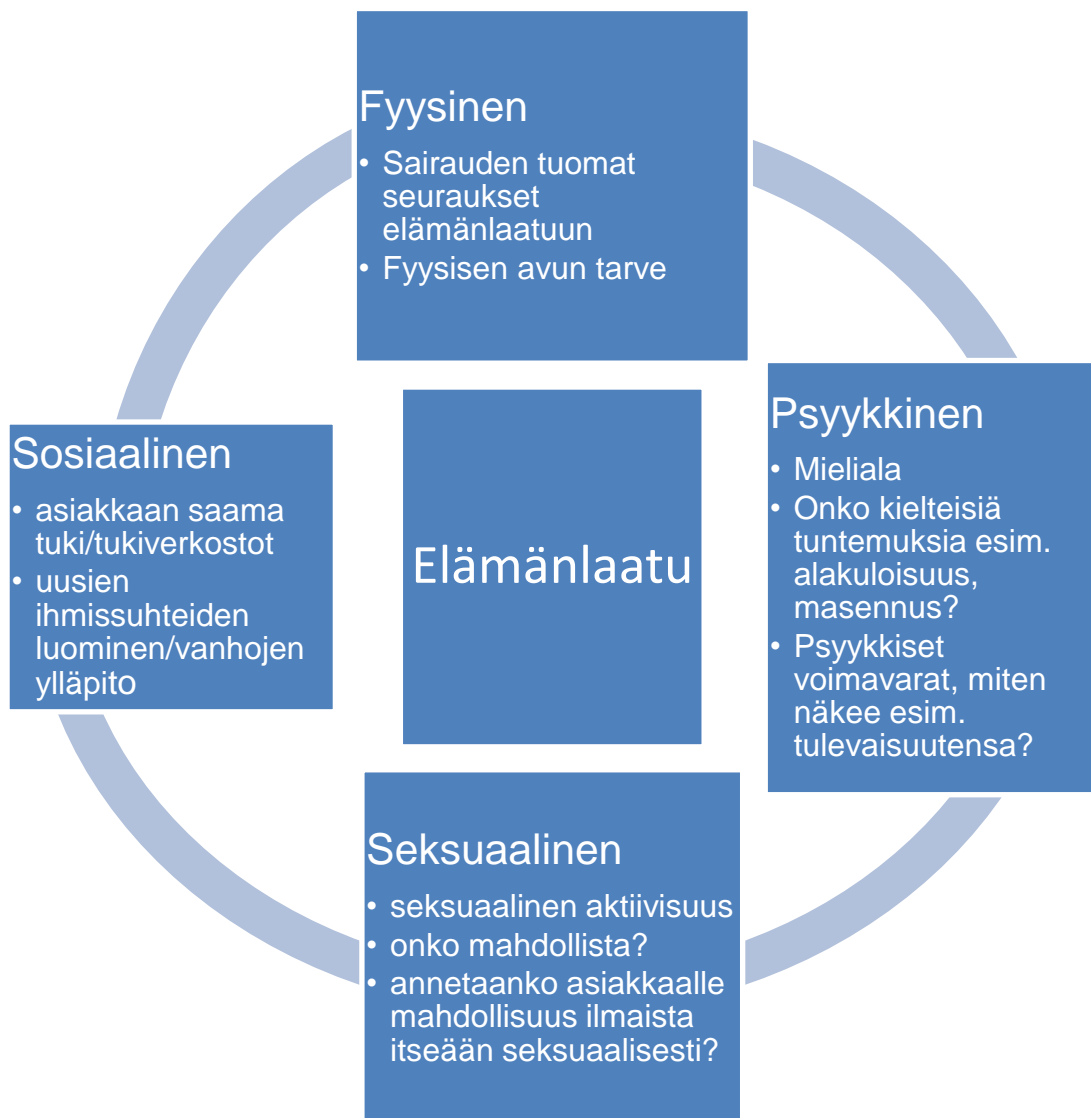 Fyysinen
• Sairauden tuomat
seuraukset
elämänlaatuun
• Fyysisen avun tarve
Psyykkinen
• Mieliala
• Onko kielteisiä
tuntemuksia esim.
alakuloisuus,
masennus?
• Psyykkiset
voimavarat, miten
näkee esim.
tulevaisuutensa?
Seksuaalinen
• seksuaalinen aktiivisuus
• onko mahdollista?
• annetaanko asiakkaalle
mahdollisuus ilmaista
itseään seksuaalisesti?
Sosiaalinen
• asiakkaan saama
tuki/tukiverkostot
• uusien
ihmissuhteiden
luominen/vanhojen
ylläpito
Elämänlaatu